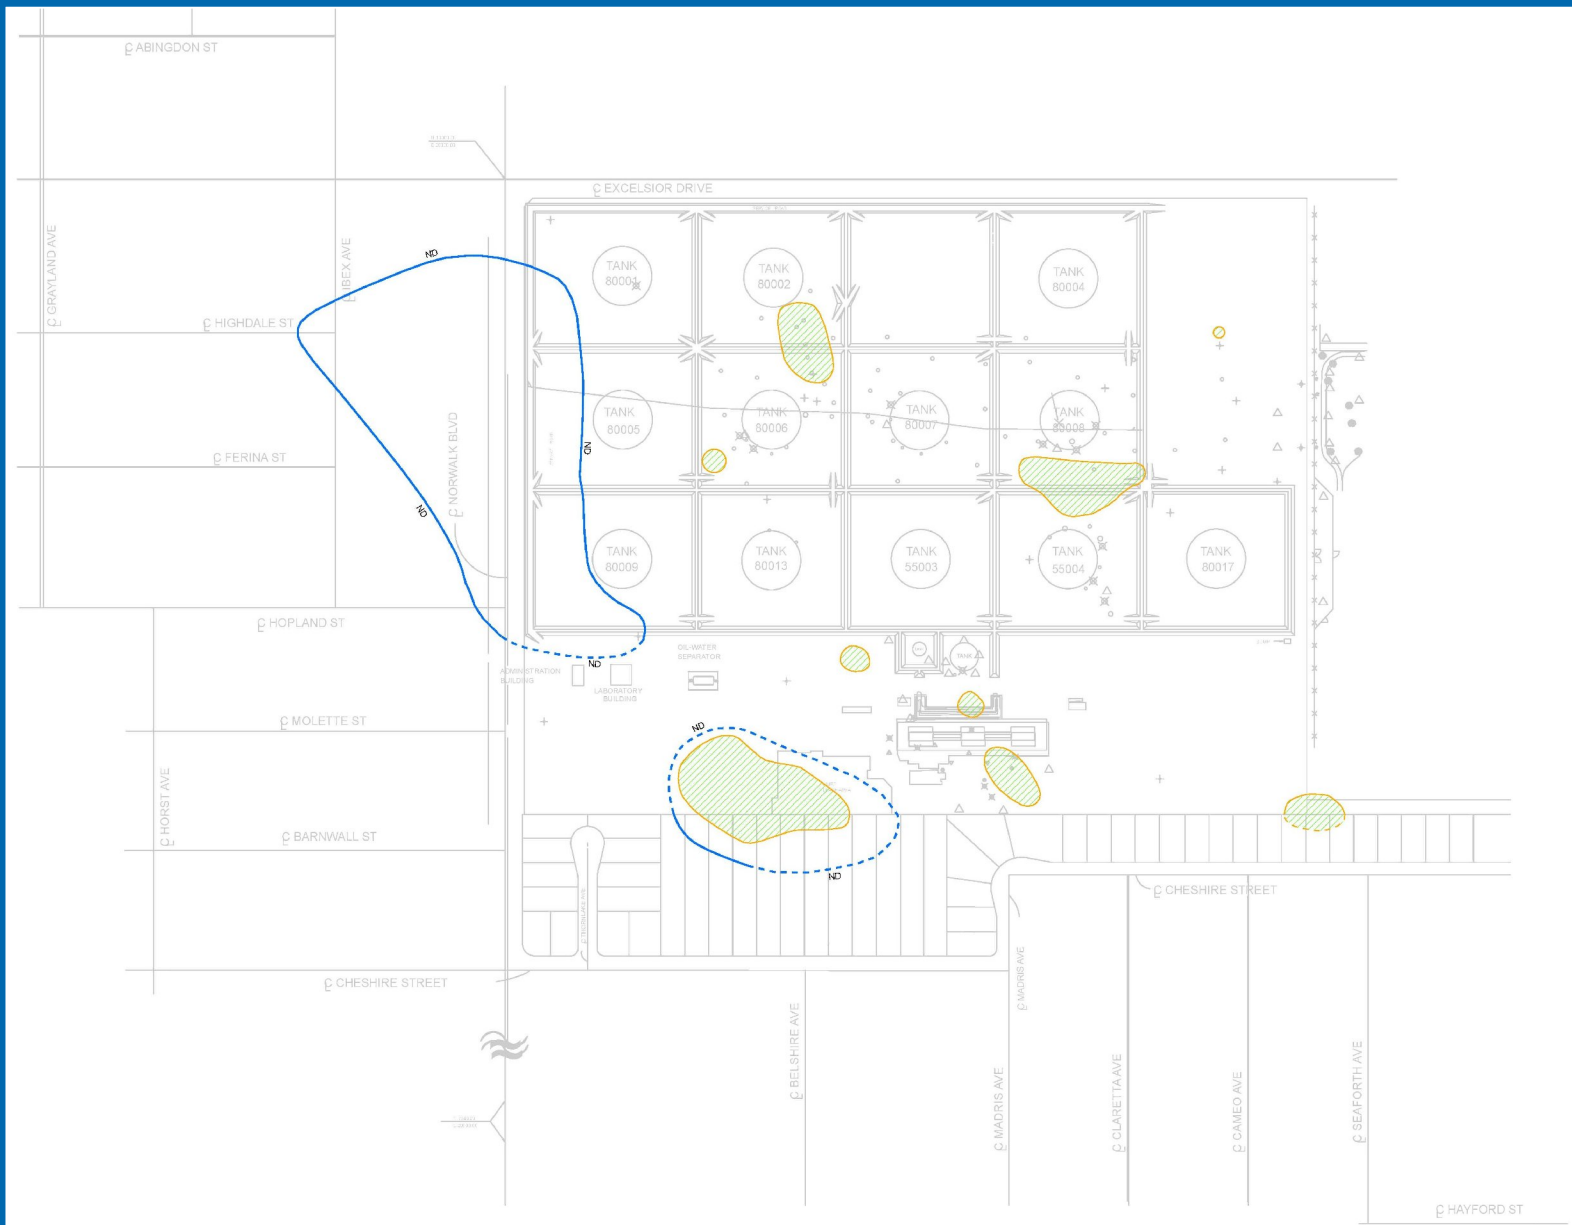 ℄ ABINGDON ST
℄ EXCELSIOR DRIVE
℄ GRAYLAND AVE
℄ IBEX AVE
ND
℄ HIGHDALE ST
TANK
80001
TANK
80002
TANK
80004
℄ NORWALK BLVD
℄ FERINA ST
ND
ND
TANK
80005
TANK
80006
TANK
80007
TANK
80008
TANK
80009
TANK
80013
TANK
55003
TANK
55004
TANK
80017
℄ HOPLAND ST
ND
ADMINISTRATION
BUILDING
LABORATORY
BUILDING
OIL-WATER
SEPARATOR
TANK
℄ MOLETTE ST
ND
℄ HORST AVE
℄ BARNWALL ST
ND
℄ CHESHIRE STREET
℄ CHESHIRE STREET
℄ MADRIS AVE
℄ BELSHIRE AVE
℄ MADRIS AVE
℄ CLARETTA AVE
℄ CAMEO AVE
℄ SEAFORTH AVE
℄ HAYFORD ST